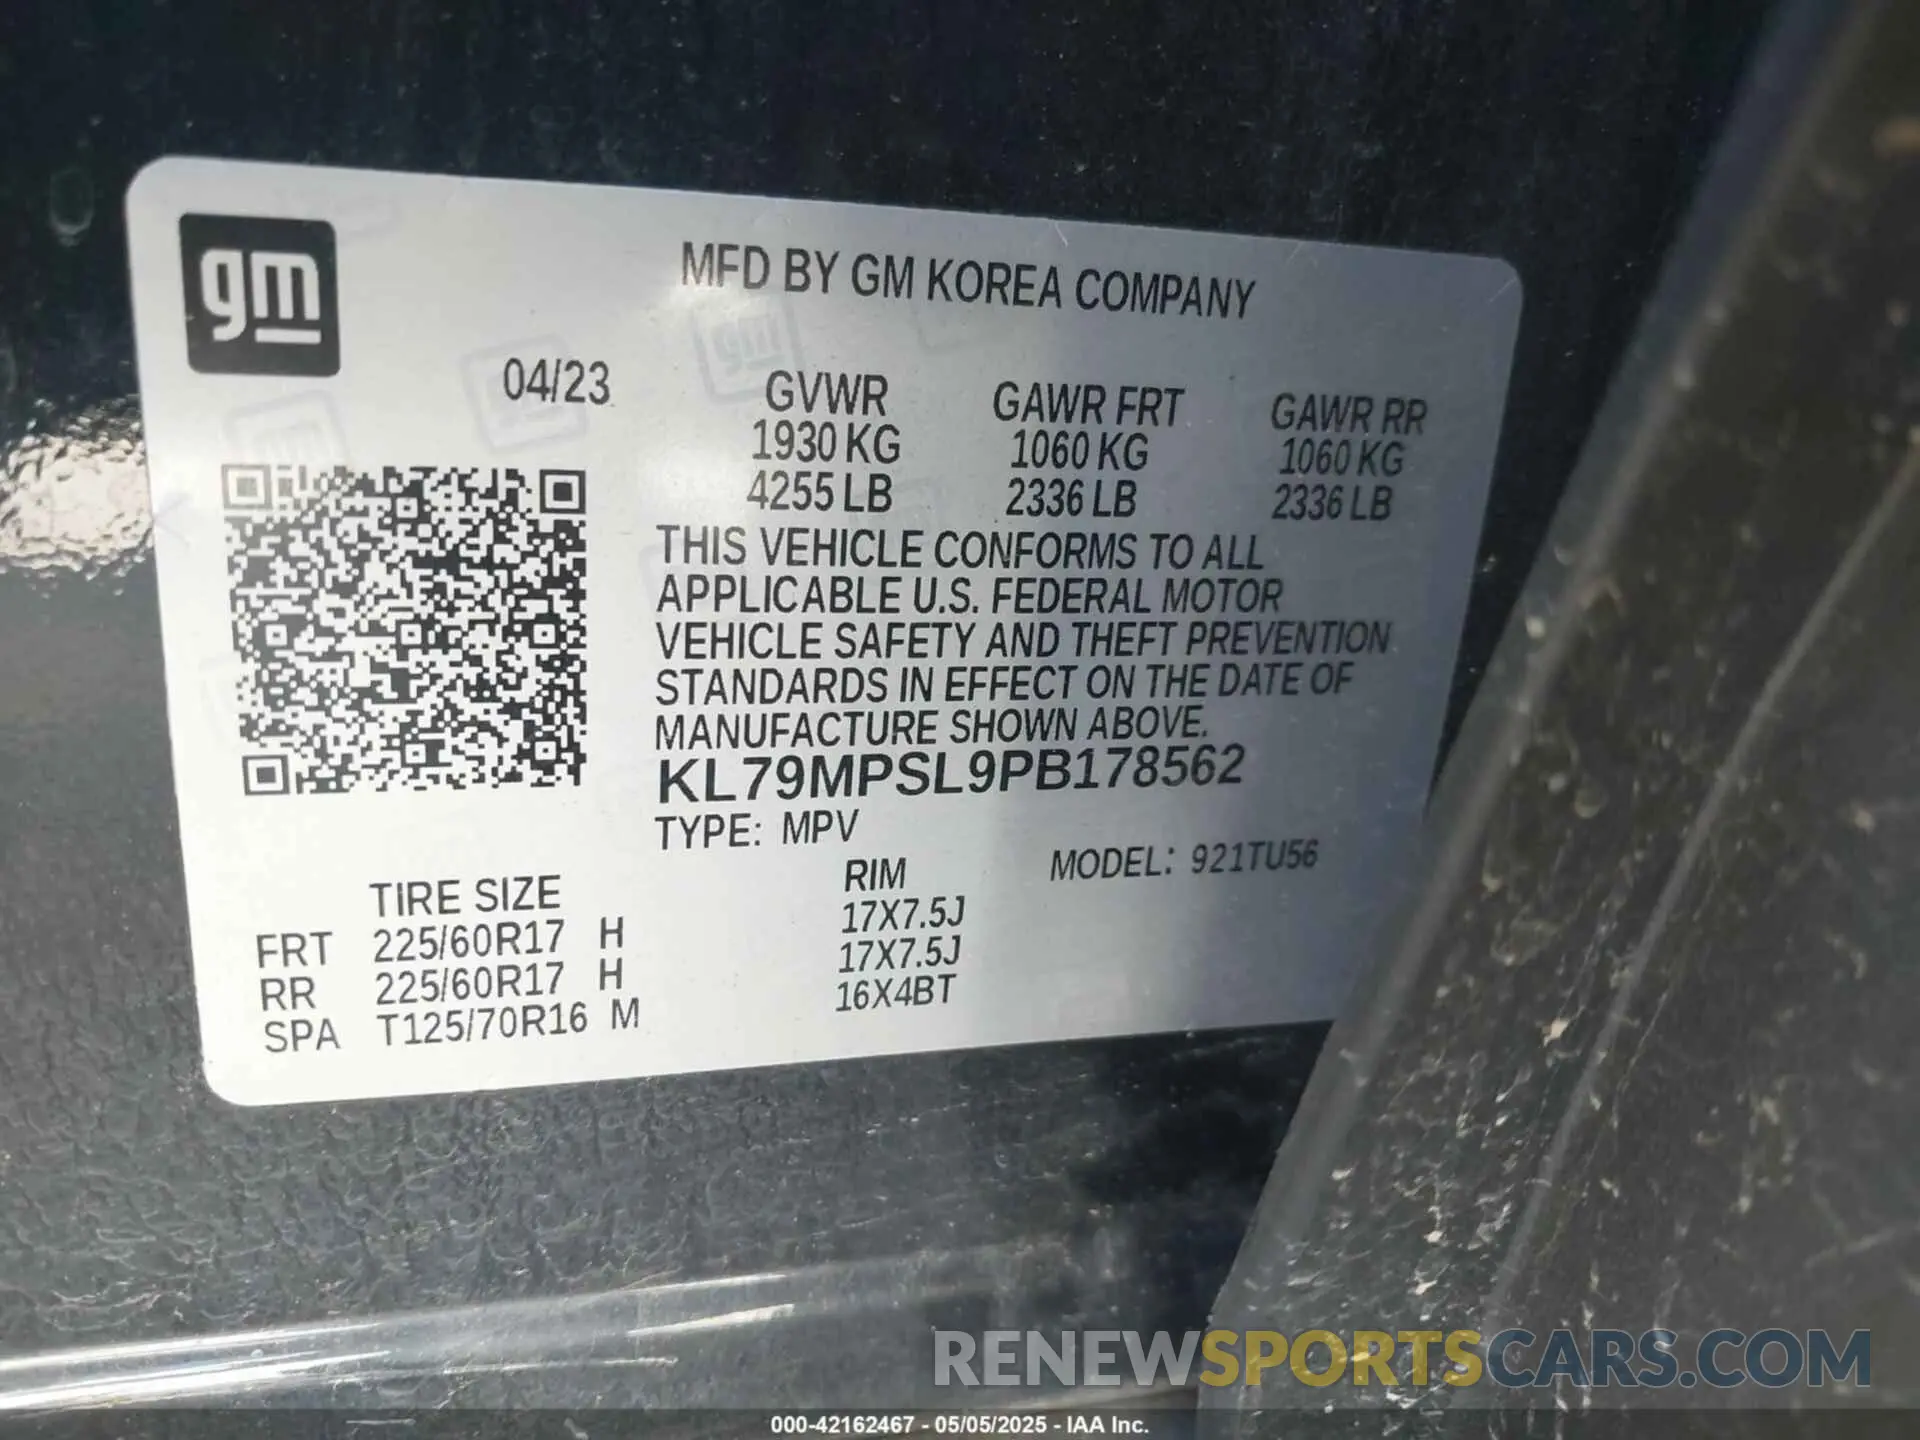 gm
MFD BY GM KOREA COMPANY
04/23
GVWR GAWR FRT GAWR RR
1930 KG 1060 KG 1060 KG
4255 LB 2336 LB 2336 LB
THIS VEHICLE CONFORMS TO ALL
APPLICABLE U.S. FEDERAL MOTOR
VEHICLE SAFETY AND THEFT PREVENTION
STANDARDS IN EFFECT ON THE DATE OF
MANUFACTURE SHOWN ABOVE.
KL79MPSL9PB178562
TYPE: MPV
MODEL: 921TU56
TIRE SIZE RIM
FRT 225/60R17 H 17X7.5J
RR 225/60R17 H 17X7.5J
SPA T125/70R16 M 16X4BT
RENEWSPORTSCARS.COM
000-42162467 - 05/05/2025 - IAA Inc.